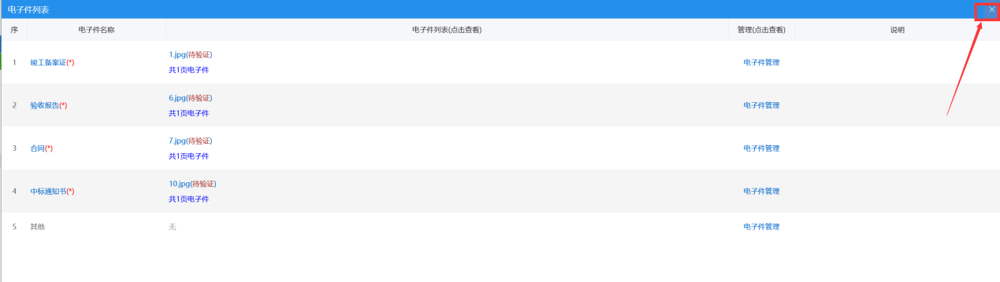 电子件列表
序 电子件名称 电子件列表(点击查看) 管理(点击查看) 说明
1 竣工备案证(*) 1.jpg(待验证) 电子件管理
共1页电子件
2 验收报告(*) 6.jpg(待验证) 电子件管理
共1页电子件
3 合同(*) 7.jpg(待验证) 电子件管理
共1页电子件
4 中标通知书(*) 10.jpg(待验证) 电子件管理
共1页电子件
5 其他 无 电子件管理